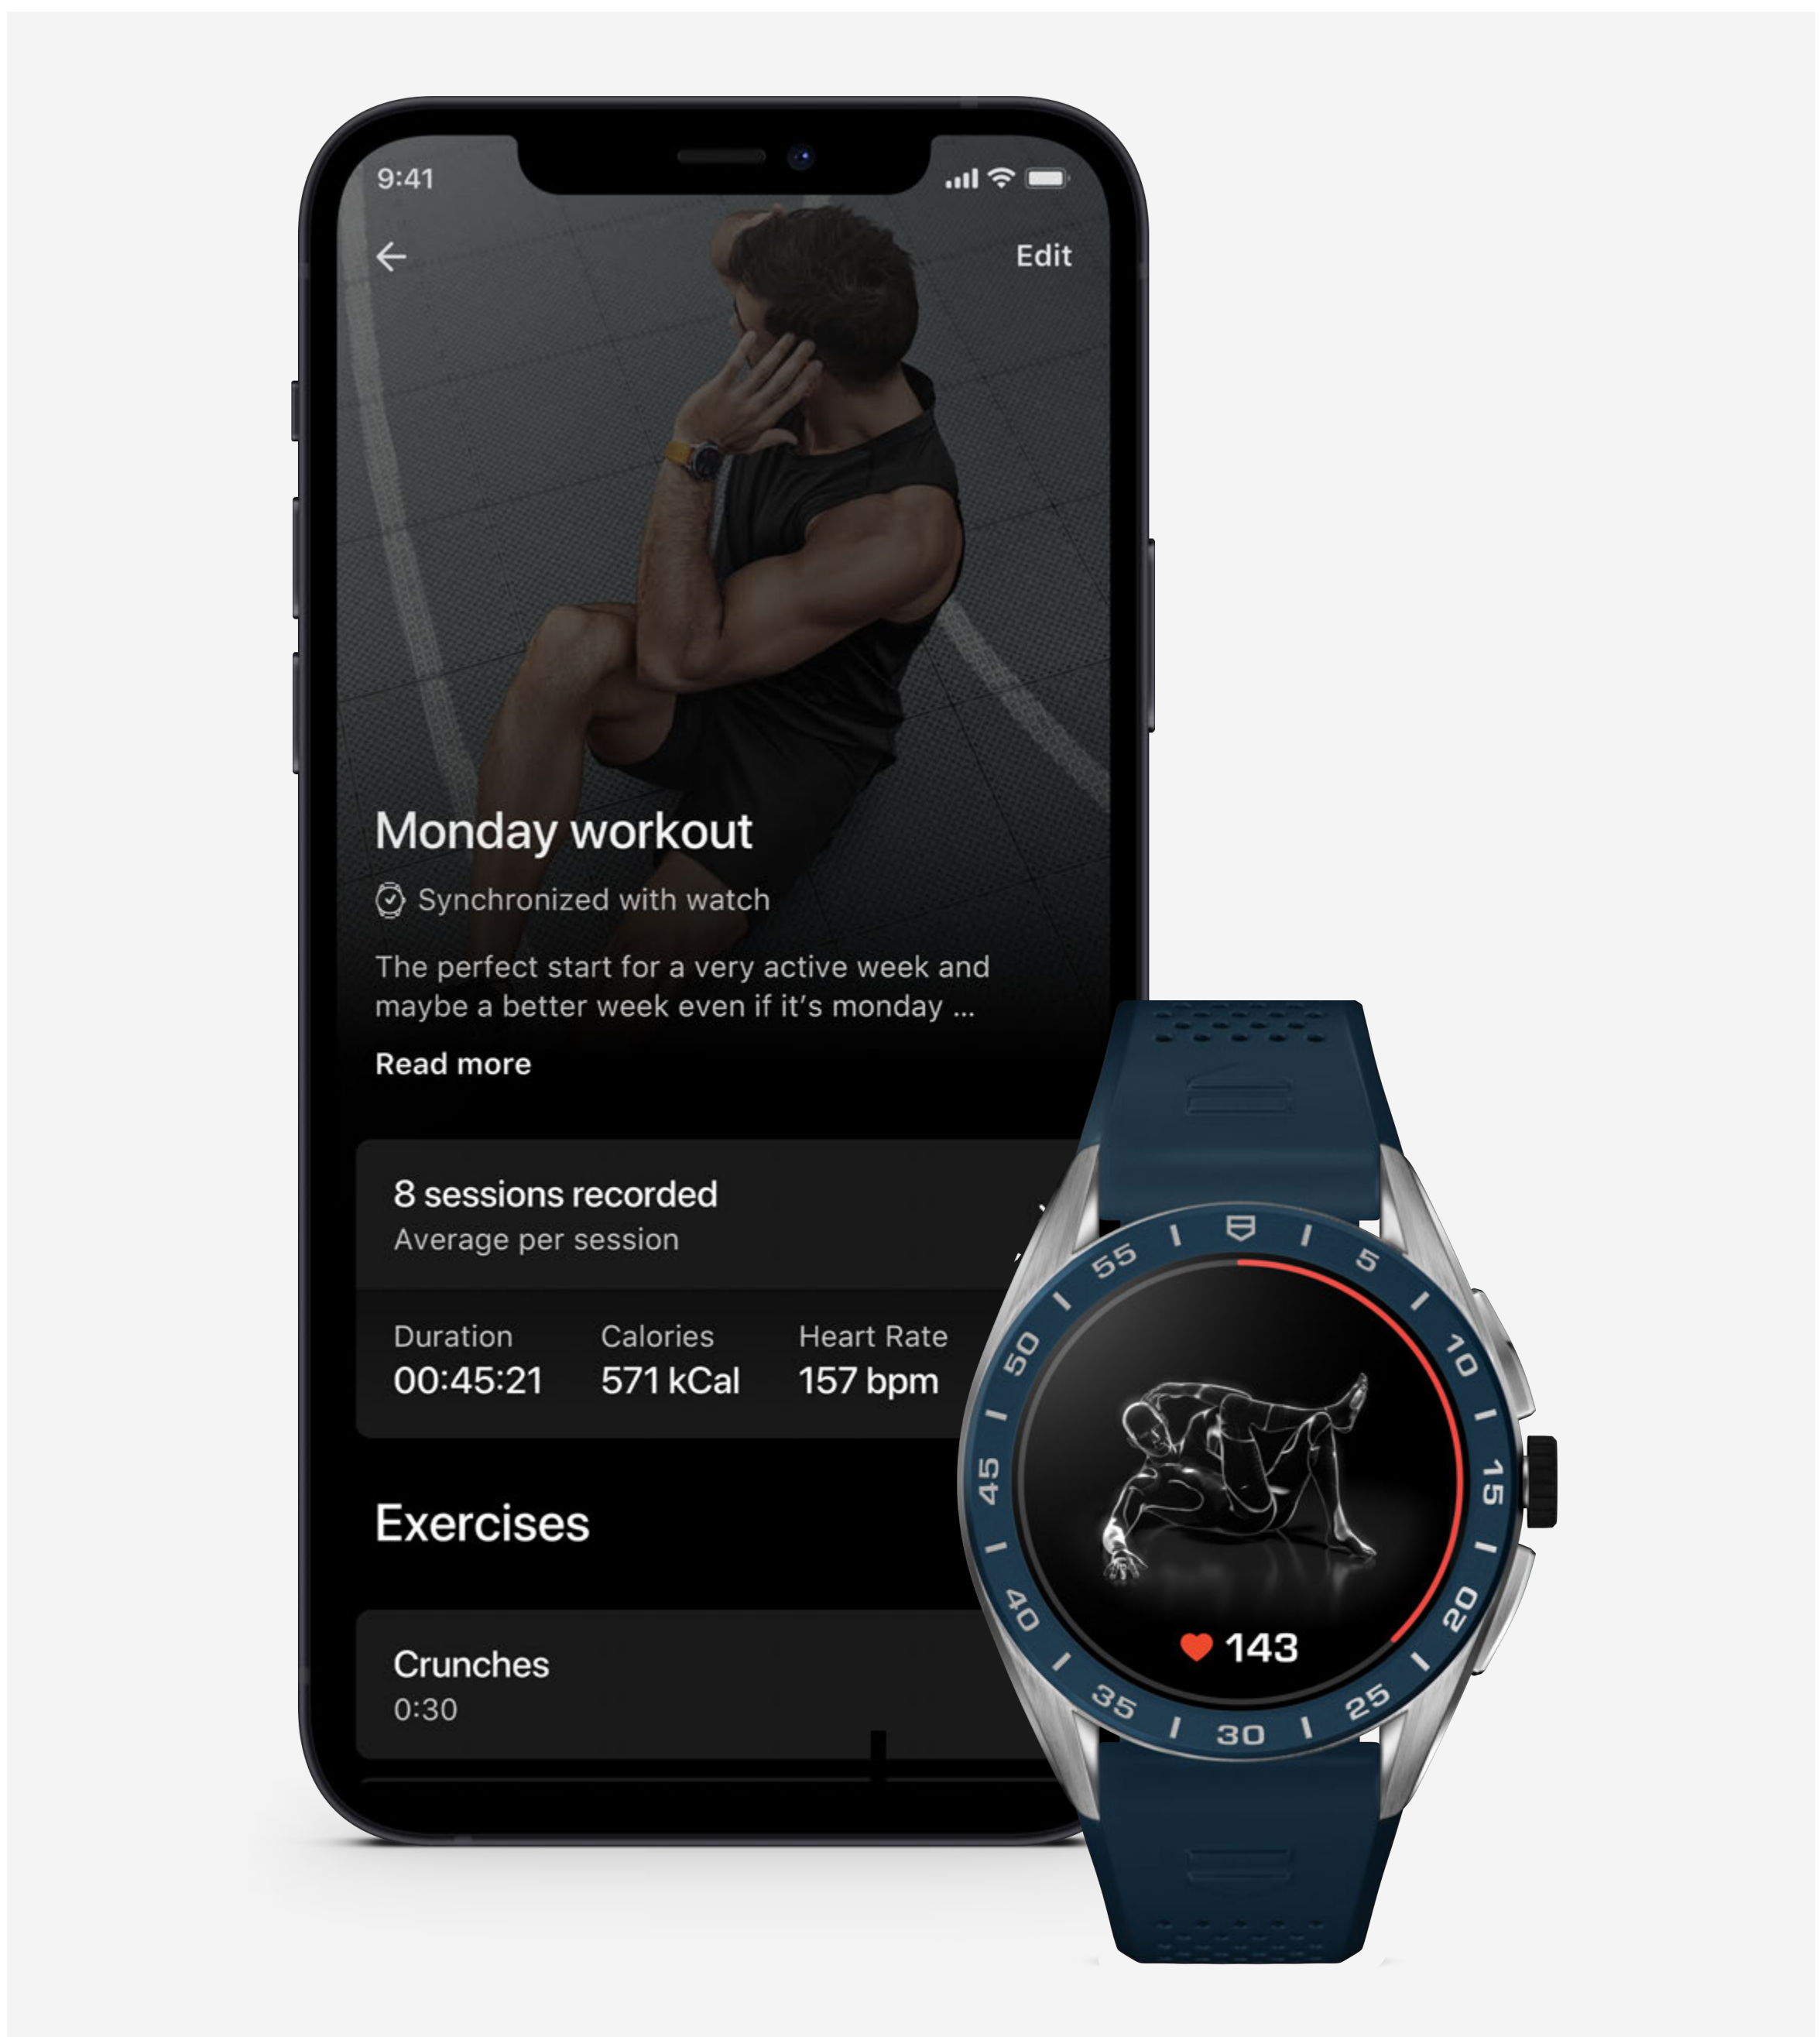 9:41
Edit
Monday workout
Synchronized with watch
The perfect start for a very active week and
maybe a better week even if it's monday ...
Read more
8 sessions recorded
Average per session
Duration Calories Heart Rate
00:45:21 571 kCal 157 bpm
Exercises
Crunches
0:30
5
10
15
20
25
30
35
40
45
50
55
143